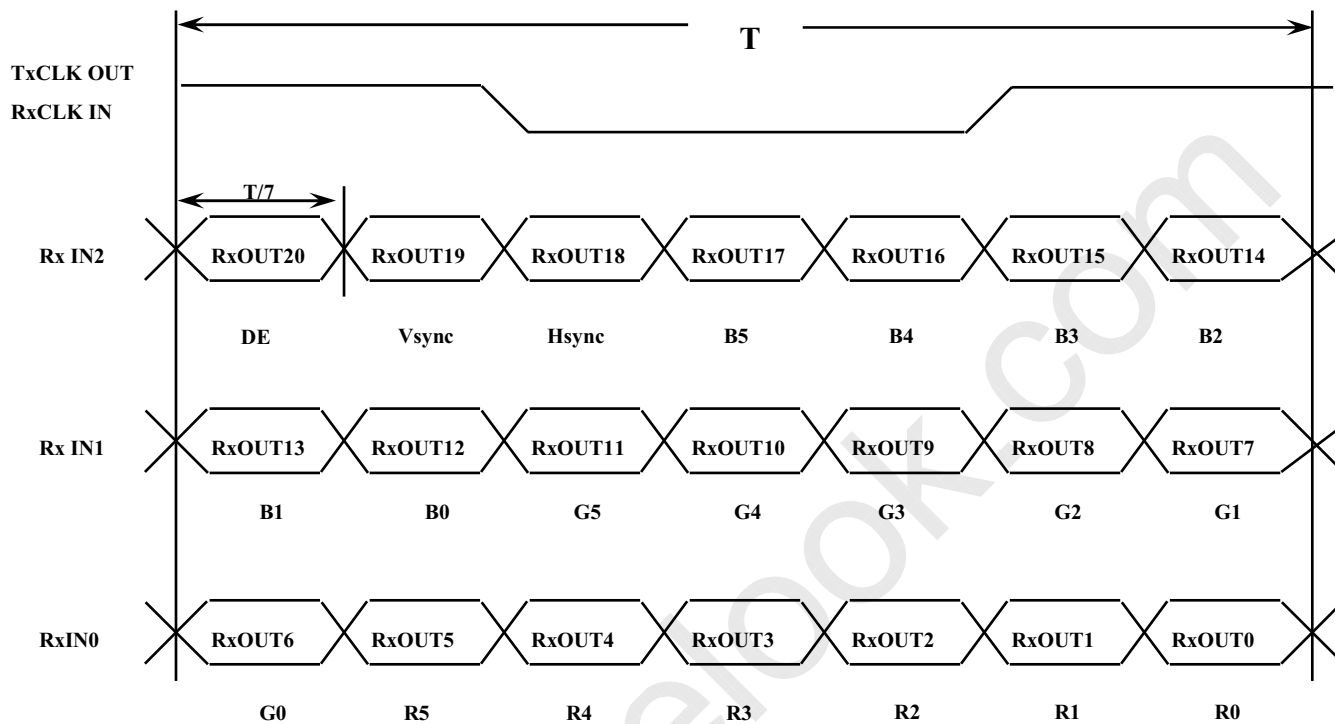 T
TxCLK OUT
RxCLK IN
T/7
Rx IN2 RxOUT20 RxOUT19 RxOUT18 RxOUT17 RxOUT16 RxOUT15 RxOUT14
DE Vsync Hsync B5 B4 B3 B2
Rx IN1 RxOUT13 RxOUT12 RxOUT11 RxOUT10 RxOUT9 RxOUT8 RxOUT7
B1 B0 G5 G4 G3 G2 G1
RxIN0 RxOUT6 RxOUT5 RxOUT4 RxOUT3 RxOUT2 RxOUT1 RxOUT0
G0 R5 R4 R3 R2 R1 R0
elook_com